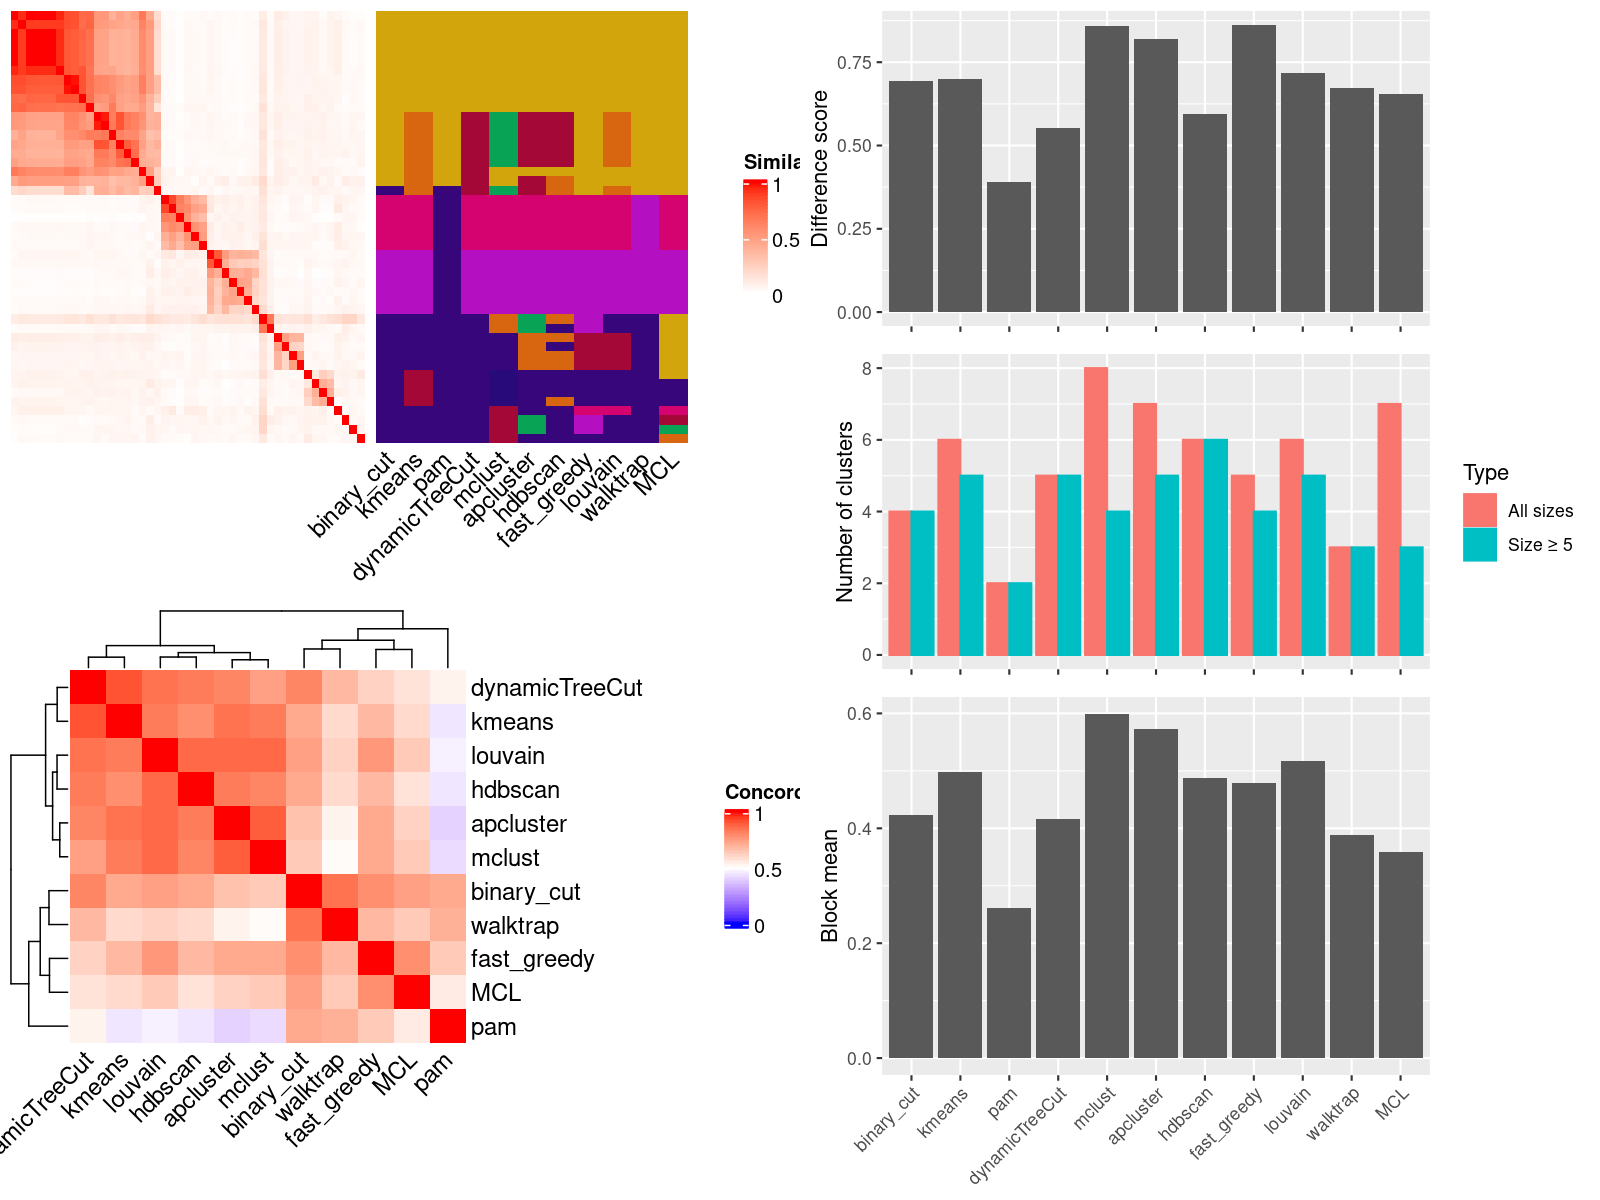 Simila
1
0.5
0
binary_cut
kmeans
pam
dynamicTreeCut
mclust
apcluster
hdbscan
fast_greedy
louvain
walktrap
MCL
dynamicTreeCut
kmeans
louvain
hdbscan
apcluster
mclust
binary_cut
walktrap
fast_greedy
MCL
pam
Concord
1
0.5
0
amicTreeCut
kmeans
louvain
hdbscan
apcluster
mclust
binary_cut
walktrap
fast_greedy
MCL
pam
Difference score
0.75
0.50
0.25
0.00
Number of clusters
8
6
4
2
0
Type
All sizes
Size ≥ 5
Block mean
0.6
0.4
0.2
0.0
binary_cut
kmeans
pam
dynamicTreeCut
mclust
apcluster
hdbscan
fast_greedy
louvain
walktrap
MCL